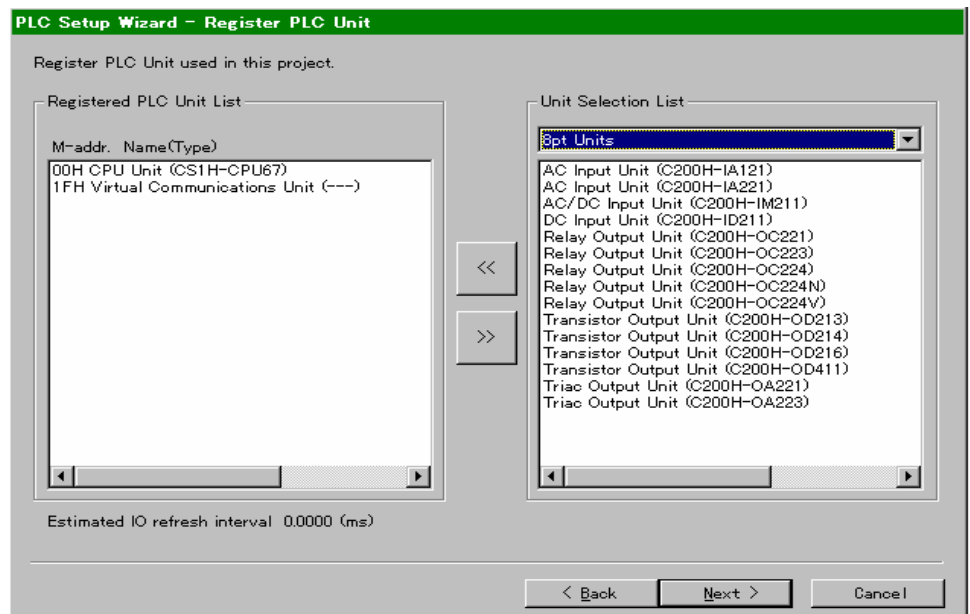 PLC Setup Wizard - Register PLC Unit
Register PLC Unit used in this project.
Registered PLC Unit List
M-addr. Name(Type)
00H CPU Unit (CS1H-CPU67)
1FH Virtual Communications Unit (---)
<<
>>
Unit Selection List
8pt Units
AC Input Unit (C200H-IA121)
AC Input Unit (C200H-IA221)
AC/DC Input Unit (C200H-IM211)
DC Input Unit (C200H-ID211)
Relay Output Unit (C200H-OC221)
Relay Output Unit (C200H-OC223)
Relay Output Unit (C200H-OC224)
Relay Output Unit (C200H-OC224N)
Relay Output Unit (C200H-OC224V)
Transistor Output Unit (C200H-OD213)
Transistor Output Unit (C200H-OD214)
Transistor Output Unit (C200H-OD216)
Transistor Output Unit (C200H-OD411)
Triac Output Unit (C200H-OA221)
Triac Output Unit (C200H-OA223)
Estimated IO refresh interval 0.0000 (ms)
< Back
Next >
Cancel